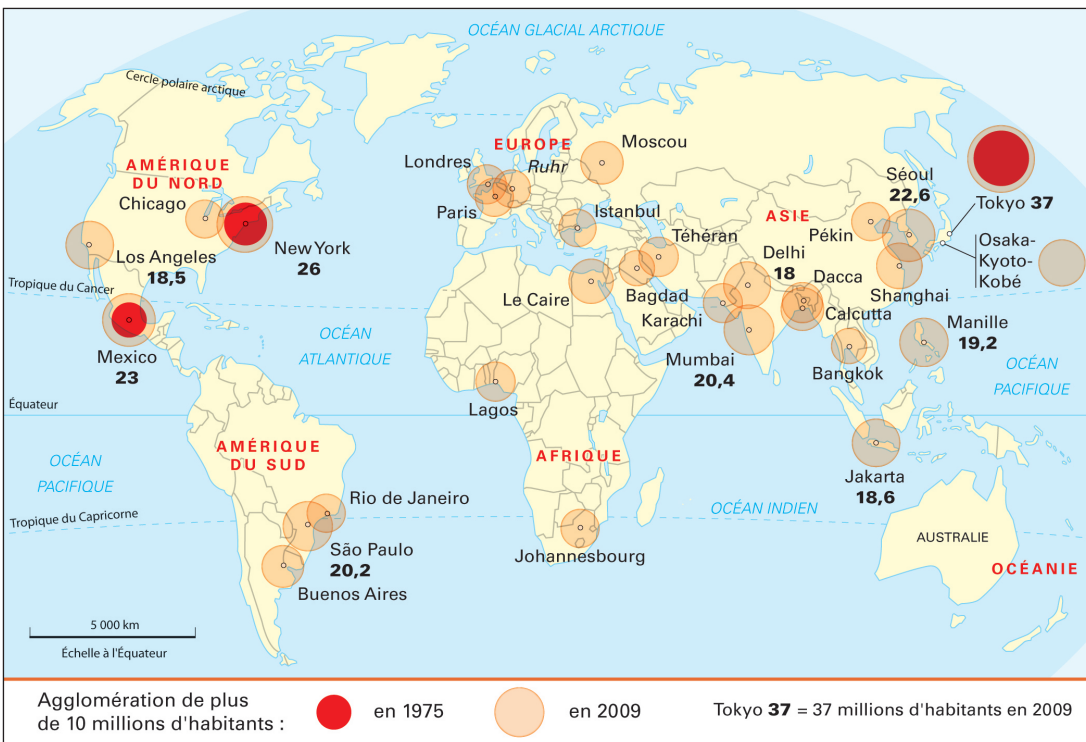 OCÉAN GLACIAL ARCTIQUE
Cercle polaire arctique
AMÉRIQUE
DU NORD
Chicago
Los Angeles
18,5
New York
26
Tropique du Cancer
Mexico
23
OCÉAN
ATLANTIQUE
EUROPE
Londres
Ruhr
Moscou
Paris
Istanbul
Téhéran
Le Caire
Bagdad
Karachi
ASIE
Delhi
18
Dacca
Calcutta
Mumbai
20,4
Pékin
Séoul
22,6
Tokyo 37
Osaka-
Kyoto-
Kobé
Shanghai
Manille
19,2
Bangkok
OCÉAN
PACIFIQUE
Équateur
Lagos
AMÉRIQUE
DU SUD
AFRIQUE
Jakarta
18,6
OCÉAN
PACIFIQUE
Rio de Janeiro
Tropique du Capricorne
São Paulo
20,2
Buenos Aires
Johannesbourg
OCÉAN INDIEN
AUSTRALIE
OCÉANIE
5 000 km
Échelle à l'Équateur
Agglomération de plus
de 10 millions d'habitants :
en 1975
en 2009
Tokyo 37 = 37 millions d'habitants en 2009